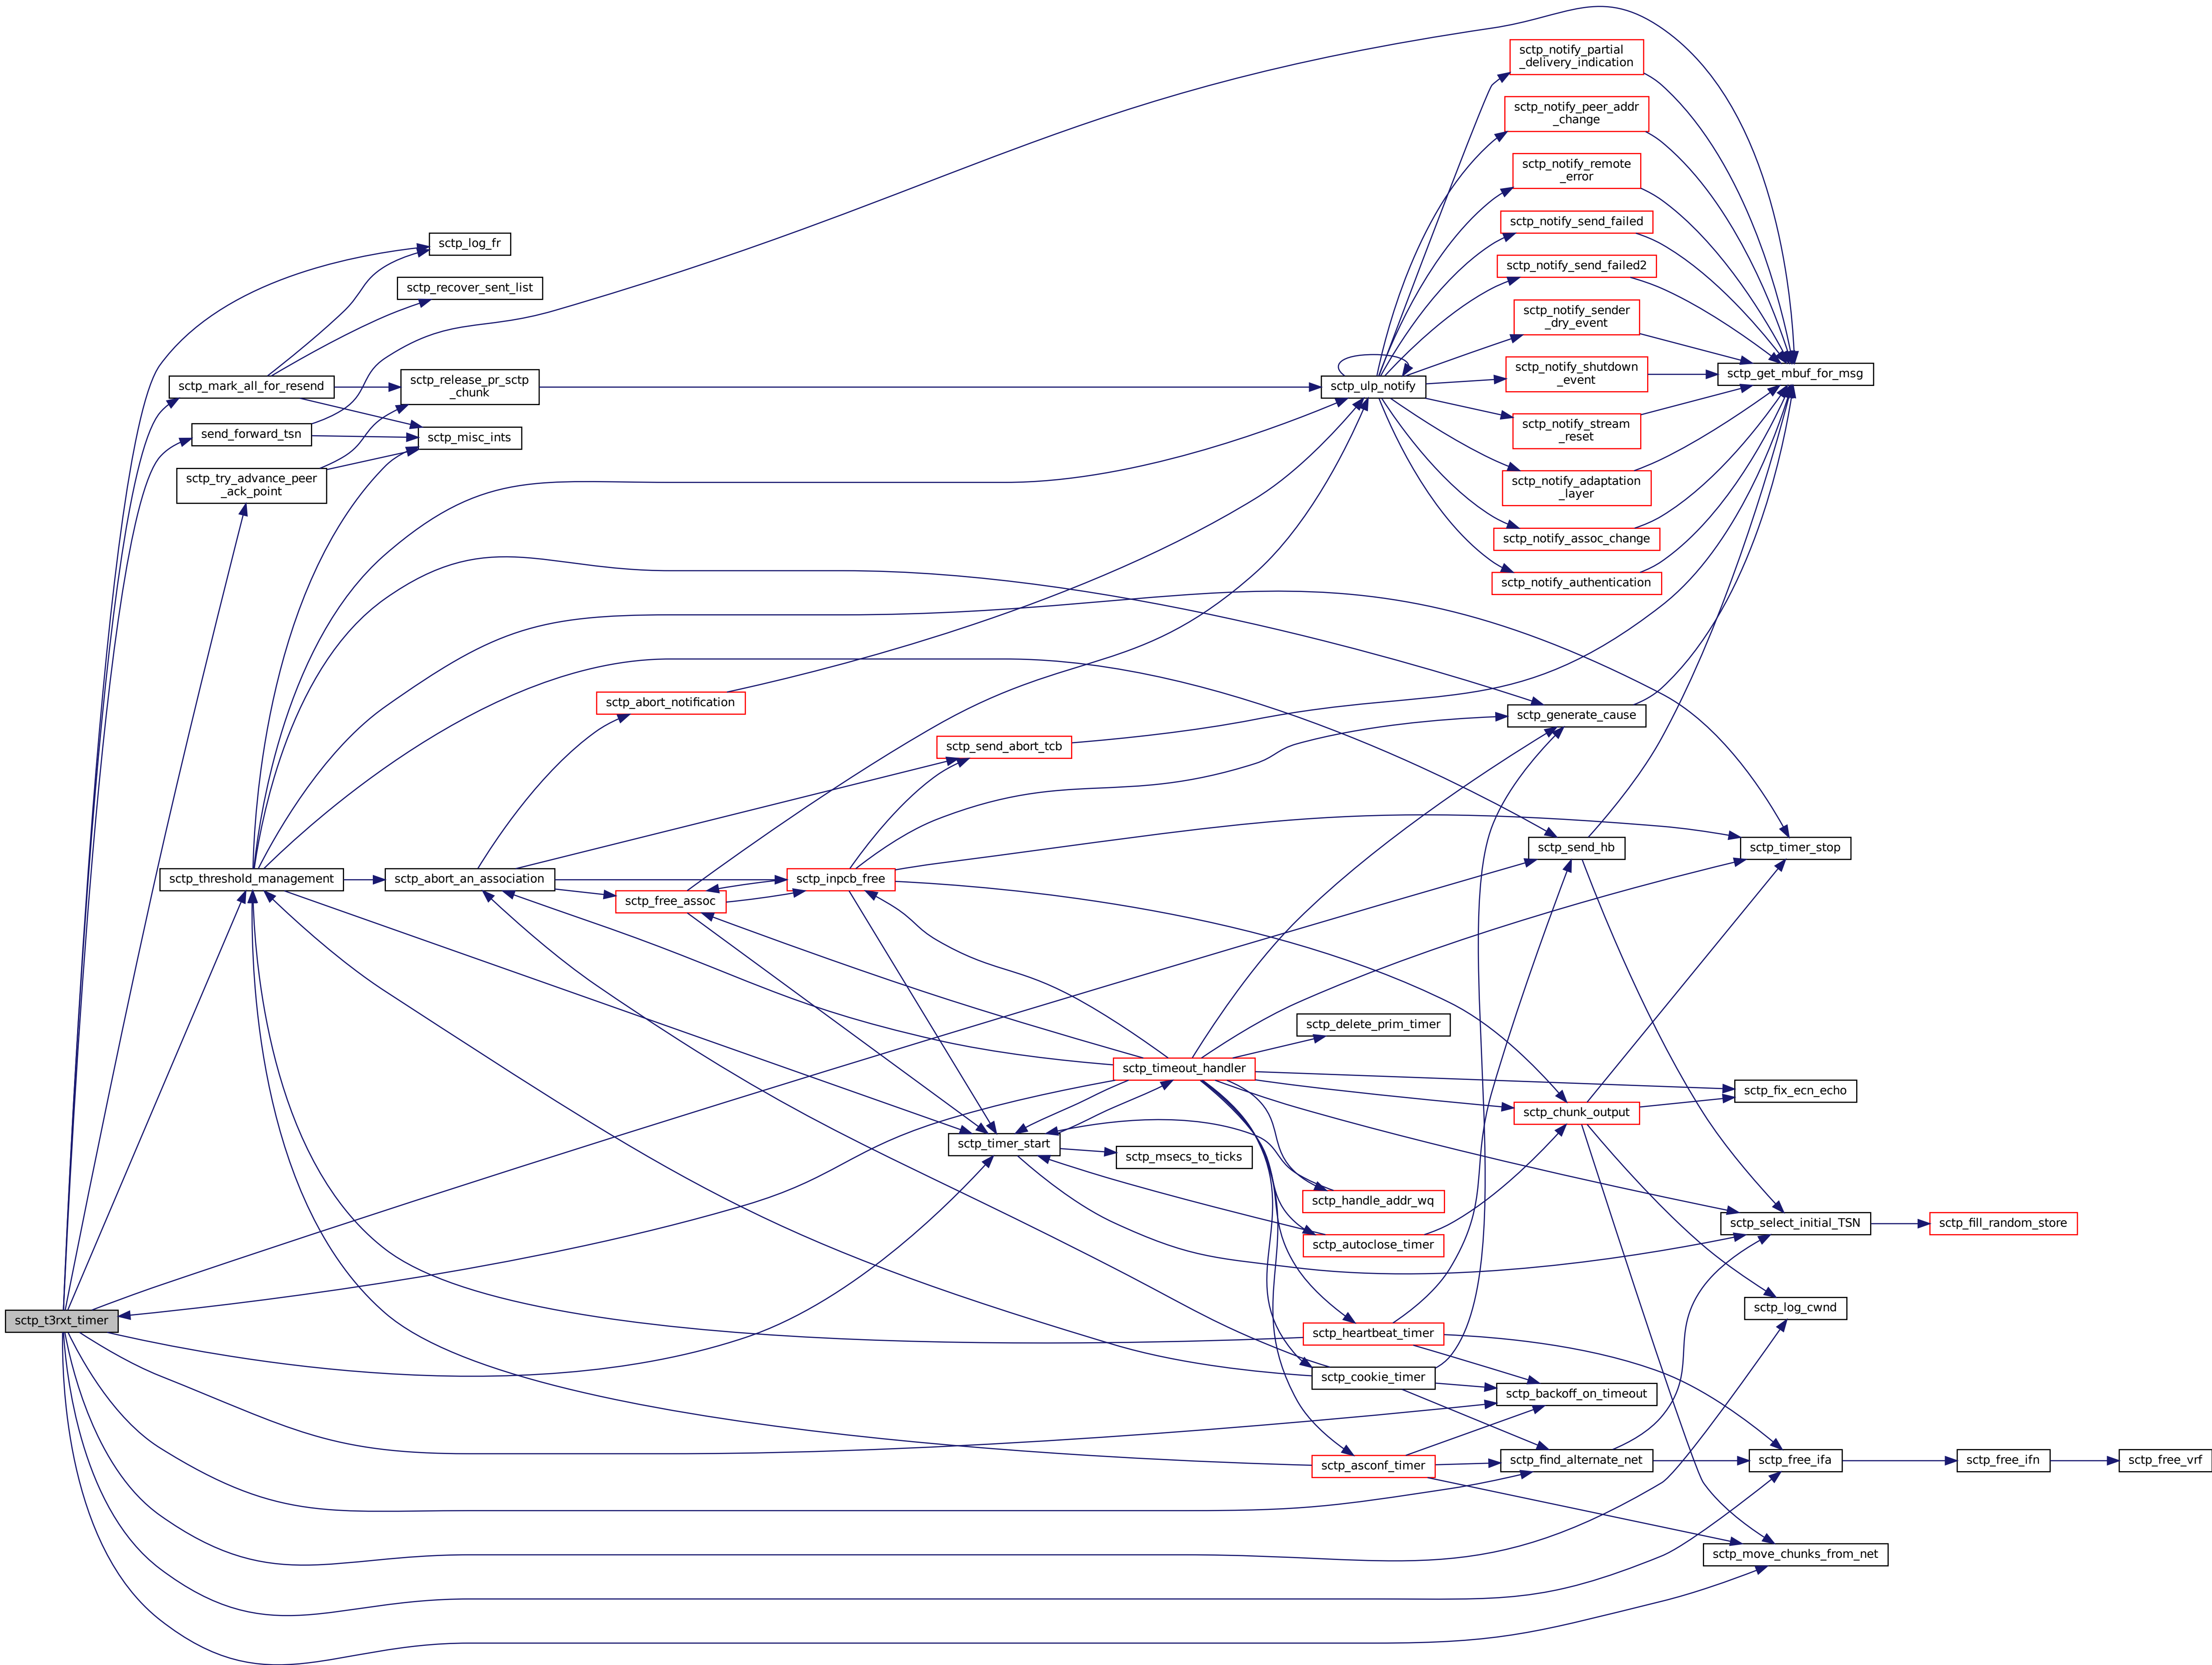 sctp_notify_partial
_delivery_indication
sctp_notify_peer_addr
_change
sctp_notify_remote
_error
sctp_notify_send_failed
sctp_log_fr
sctp_notify_send_failed2
sctp_recover_sent_list
sctp_notify_sender
_dry_event
sctp_notify_shutdown
_event
sctp_get_mbuf_for_msg
sctp_mark_all_for_resend
sctp_release_pr_sctp
_chunk
sctp_ulp_notify
send_forward_tsn
sctp_misc_ints
sctp_notify_stream
_reset
sctp_try_advance_peer
_ack_point
sctp_notify_adaptation
_layer
sctp_notify_assoc_change
sctp_notify_authentication
sctp_abort_notification
sctp_generate_cause
sctp_send_abort_tcb
sctp_send_hb
sctp_timer_stop
sctp_threshold_management
sctp_abort_an_association
sctp_inpcb_free
sctp_free_assoc
sctp_delete_prim_timer
sctp_timeout_handler
sctp_fix_ecn_echo
sctp_chunk_output
sctp_timer_start
sctp_msecs_to_ticks
sctp_handle_addr_wq
sctp_select_initial_TSN
sctp_fill_random_store
sctp_autoclose_timer
sctp_log_cwnd
sctp_t3rxt_timer
sctp_heartbeat_timer
sctp_cookie_timer
sctp_backoff_on_timeout
sctp_asconf_timer
sctp_find_alternate_net
sctp_free_ifa
sctp_free_ifn
sctp_free_vrf
sctp_move_chunks_from_net